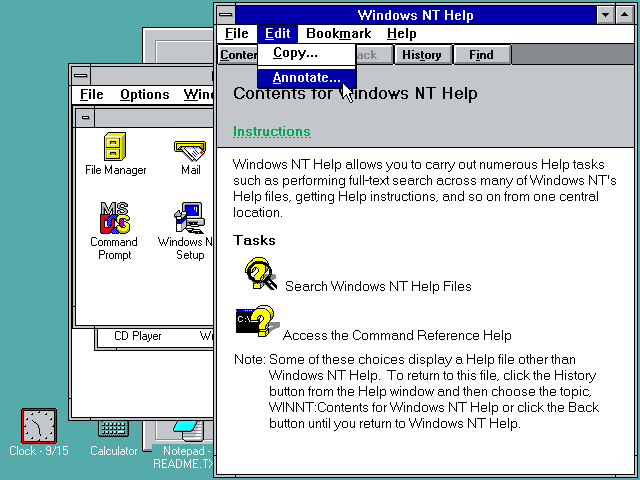 Windows NT Help
File Edit Bookmark Help
History Find
Copy...
Annotate...
Contents for Windows NT Help
Instructions
Windows NT Help allows you to carry out numerous Help tasks
such as performing full-text search across many of Windows NT's
Help files, getting Help instructions, and so on from one central
location.
Tasks
Search Windows NT Help Files
C:\
Access the Command Reference Help
Note: Some of these choices display a Help file other than
Windows NT Help. To return to this file, click the History
button from the Help window and then choose the topic,
WINNT:Contents for Windows NT Help or click the Back
button until you return to Windows NT Help.
File Options
File Manager
Mail
MS
DOS
Command
Prompt
Windows N
Setup
CD Player
Clock - 9/15
Calculator
Notepad -
README.TX